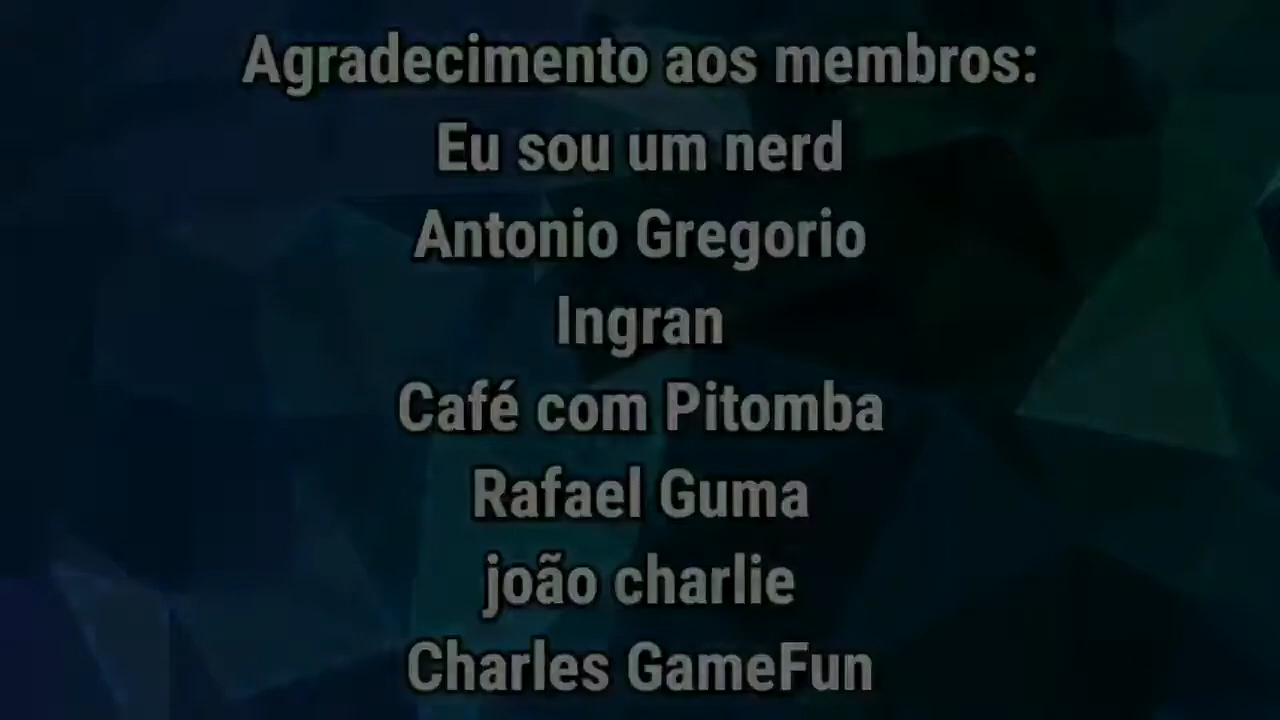 Agradecimento aos membros:
Eu sou um nerd
Antonio Gregorio
Ingran
Café com Pitomba
Rafael Guma
joão charlie
Charles GameFun